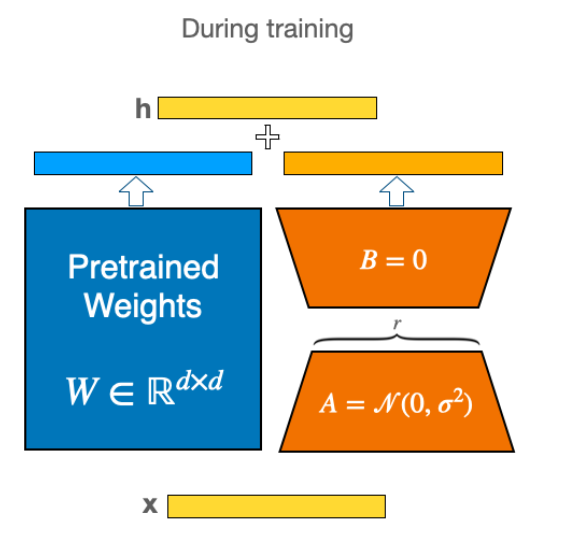 During training
h
+
Pretrained
Weights
W ∈ ℝ^{d×d}
B = 0
r
A = 𝒩(0, σ²)
x